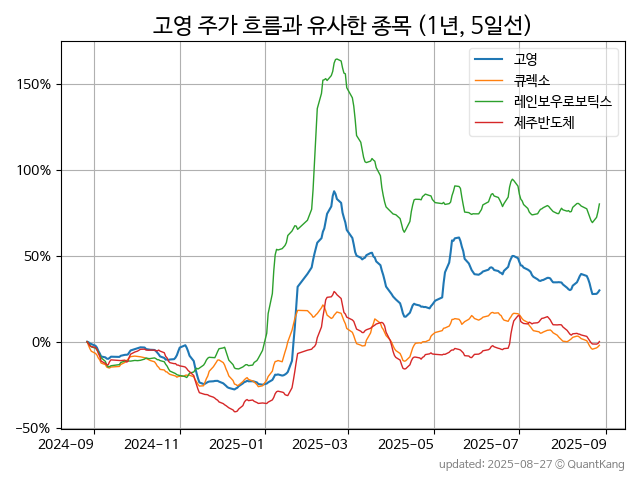 고영 주가 흐름과 유사한 종목 (1년, 5일선)
고영
큐렉소
레인보우로보틱스
제주반도체
150%
100%
50%
0%
−50%
2024-09 2024-11 2025-01 2025-03 2025-05 2025-07 2025-09
updated: 2025-08-27 © QuantKang